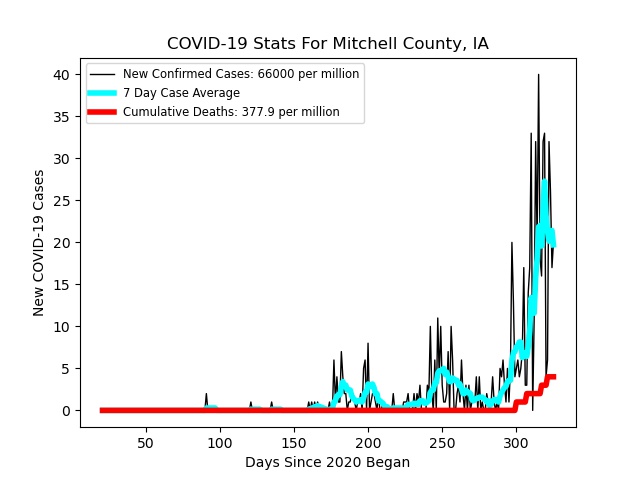 COVID-19 Stats For Mitchell County, IA
New Confirmed Cases: 66000 per million
7 Day Case Average
Cumulative Deaths: 377.9 per million
40
35
30
25
20
15
10
5
0
New COVID-19 Cases
50 100 150 200 250 300
Days Since 2020 Began